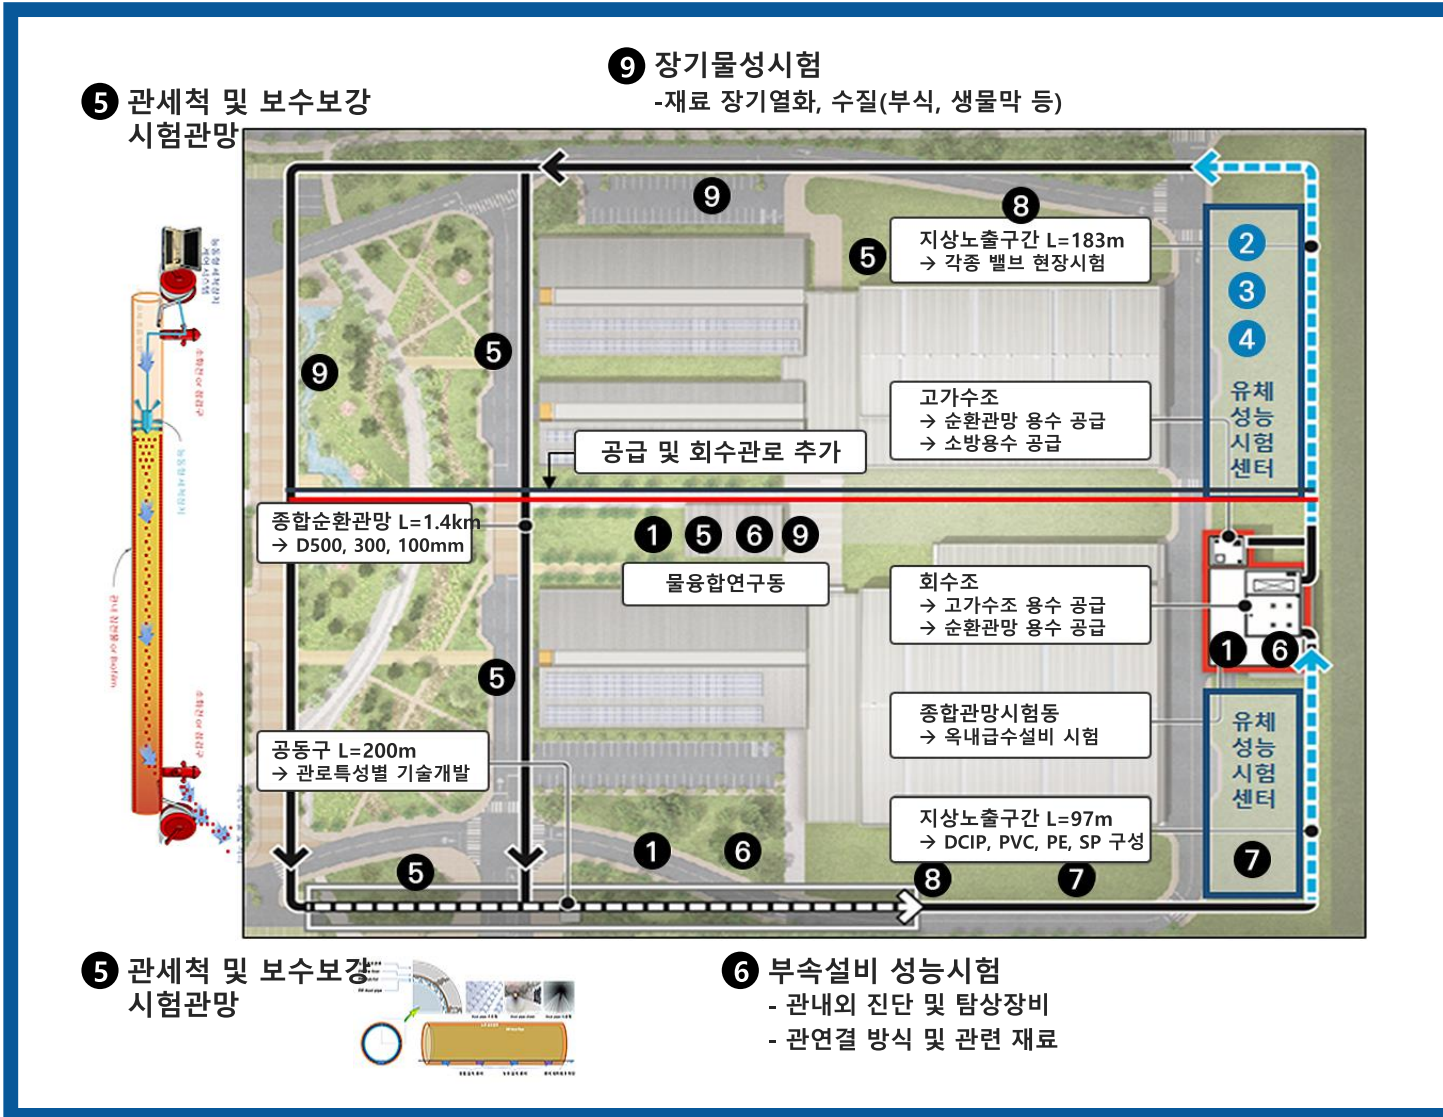 9 장기물성시험
-재료 장기열화, 수질(부식, 생물막 등)
5 관세척 및 보수보강
시험관망
9
8
지상노출구간 L=183m
→ 각종 밸브 현장시험
5
2
3
4
유체
성능
시험
센터
5
9
고가수조
→ 순환관망 용수 공급
→ 소방용수 공급
공급 및 회수관로 추가
종합순환관망 L=1.4km
→ D500, 300, 100mm
1 5 6 9
물융합연구동
회수조
→ 고가수조 용수 공급
→ 순환관망 용수 공급
1 6
5
종합관망시험동
→ 옥내급수설비 시험
유체
성능
시험
센터
7
공동구 L=200m
→ 관로특성별 기술개발
지상노출구간 L=97m
→ DCIP, PVC, PE, SP 구성
1
6
5
8
7
5 관세척 및 보수보강
시험관망
6 부속설비 성능시험
- 관내외 진단 및 탐상장비
- 관연결 방식 및 관련 재료